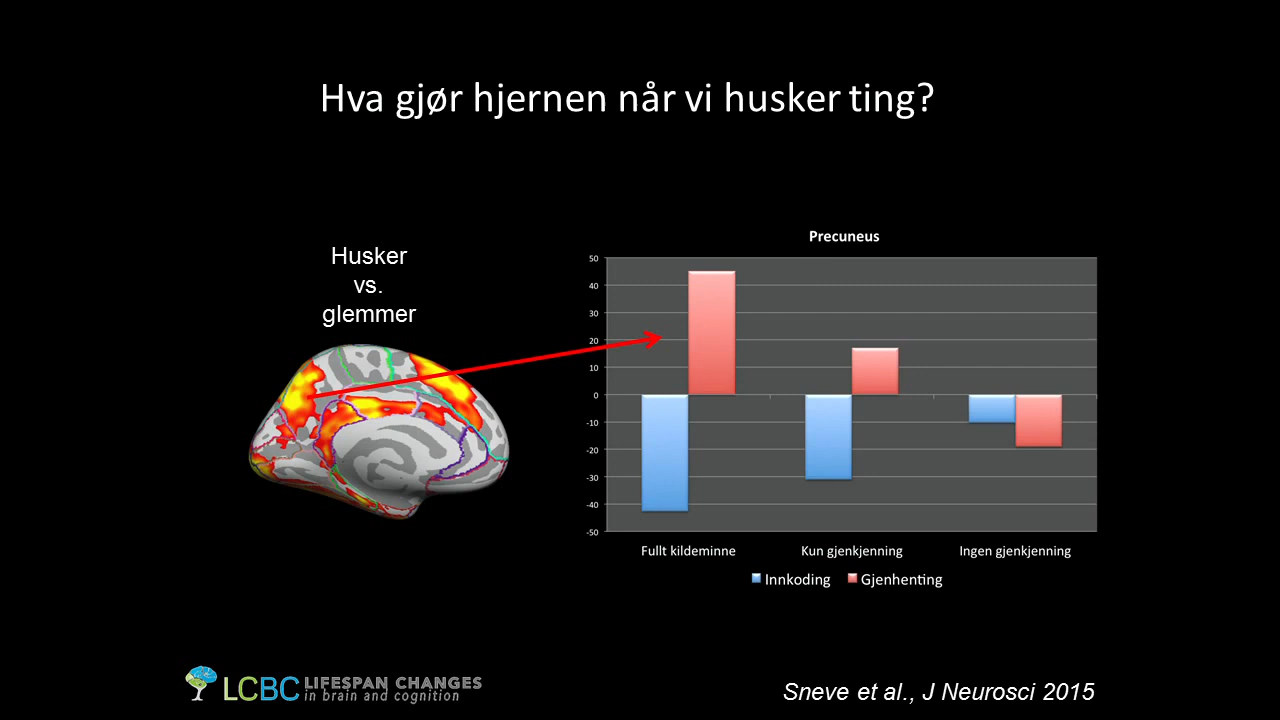 Hva gjør hjernen når vi husker ting?
Husker
vs.
glemmer
Precuneus
50
40
30
20
10
0
-10
-20
-30
-40
-50
Fullt kildeminne Kun gjenkjenning Ingen gjenkjenning
Innkoding Gjenhenting
LCBC LIFESPAN CHANGES
in brain and cognition
Sneve et al., J Neurosci 2015